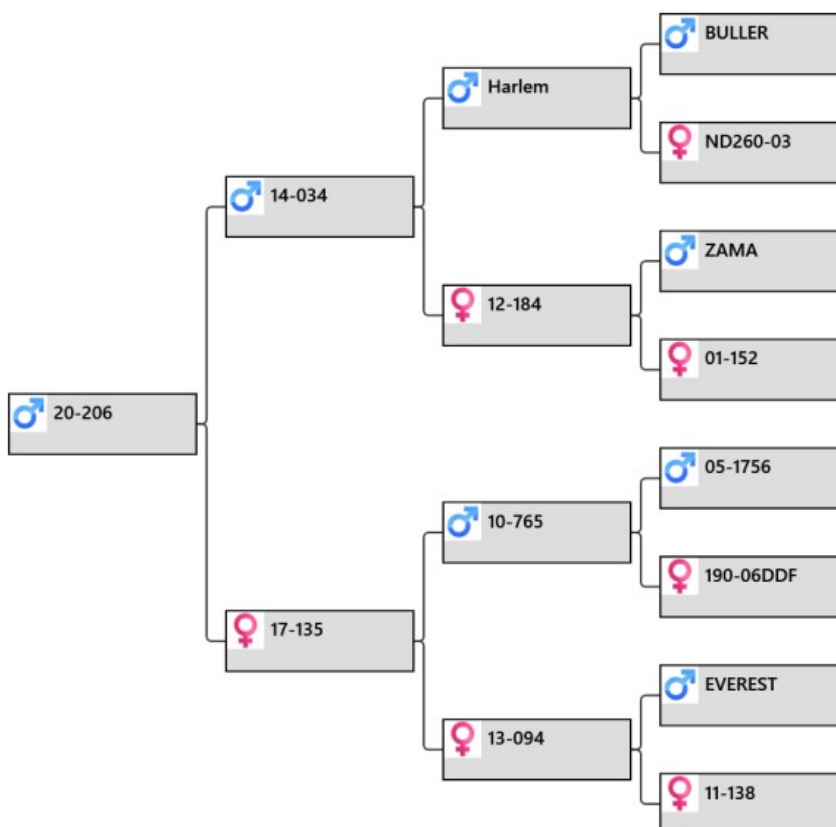 BULLER
Harlem
ND260-03
14-034
ZAMA
12-184
01-152
20-206
05-1756
10-765
190-06DDF
17-135
EVEREST
13-094
11-138